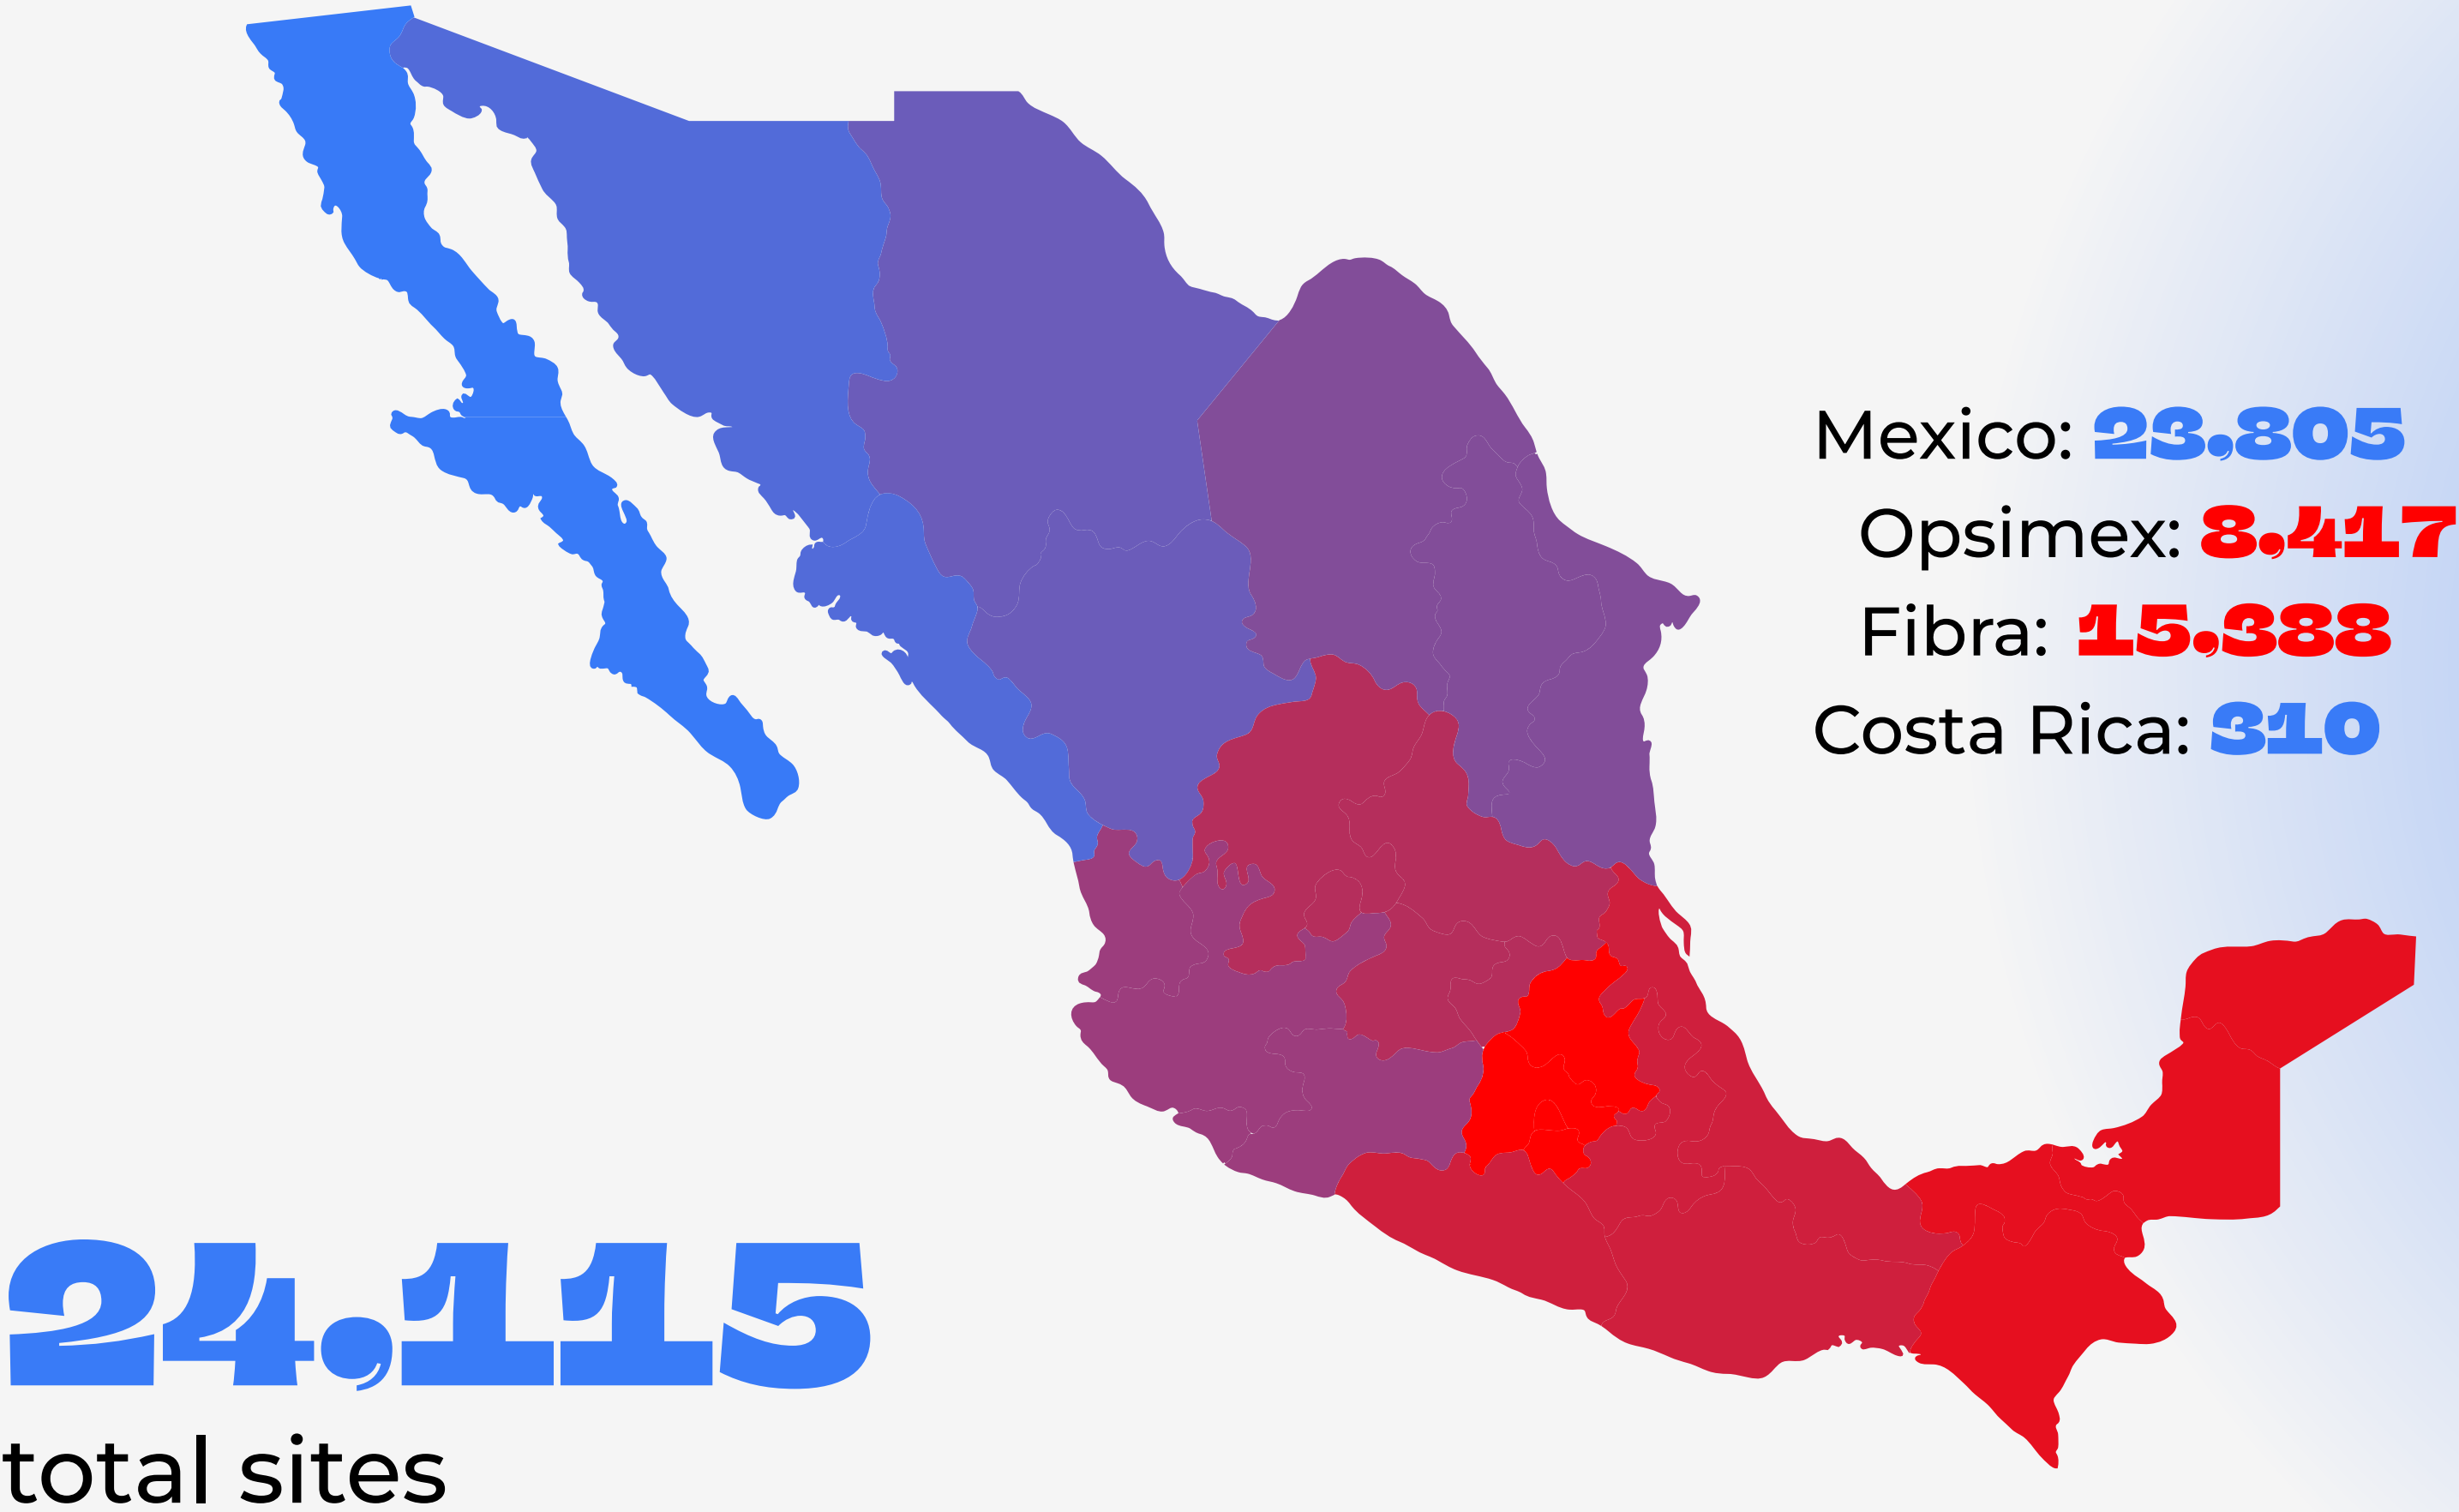 Mexico: 23,805
Opsimex: 8,417
Fibra: 15,388
Costa Rica: 310
24,115
total sites